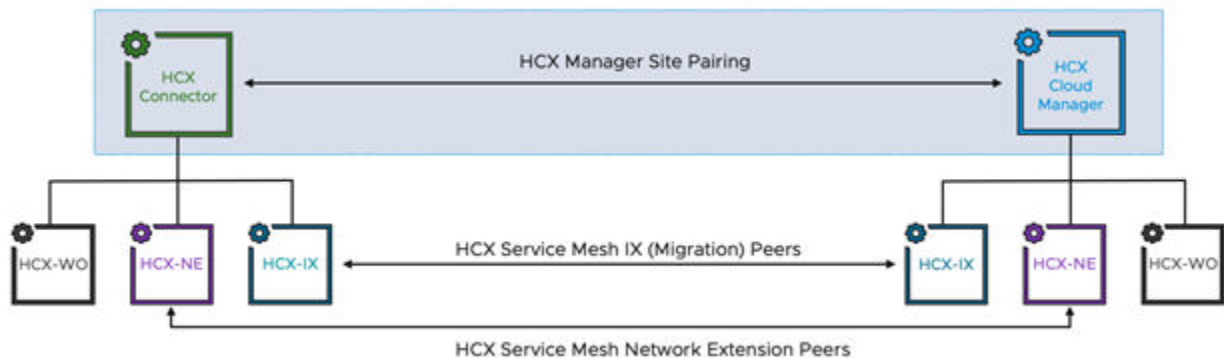 HCX Manager Site Pairing
HCX
Connector
HCX
Cloud
Manager
HCX-WO
HCX-NE
HCX-IX
HCX Service Mesh IX (Migration) Peers
HCX-IX
HCX-NE
HCX-WO
HCX Service Mesh Network Extension Peers